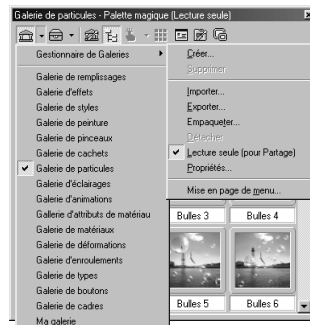 Galerie de particules - Palette magique (Lecture seule)
Gestionnaire de Galeries
Galerie de remplissages
Galerie d'effets
Galerie de styles
Galerie de peinture
Galerie de pinceaux
Galerie de cachets
Galerie de particules
Galerie d'éclairages
Galerie d'animations
Gallerie d'attributs de matériau
Galerie de matériaux
Galerie de déformations
Galerie d'enroulements
Galerie de types
Galerie de boutons
Galerie de cadres
Ma galerie
Créer...
Supprimer
Importer...
Exporter...
Empaqueter...
Détacher
Lecture seule (pour Partage)
Propriétés...
Mise en page de menu...
Bulles 3
Bulles 4
Bulles 5
Bulles 6